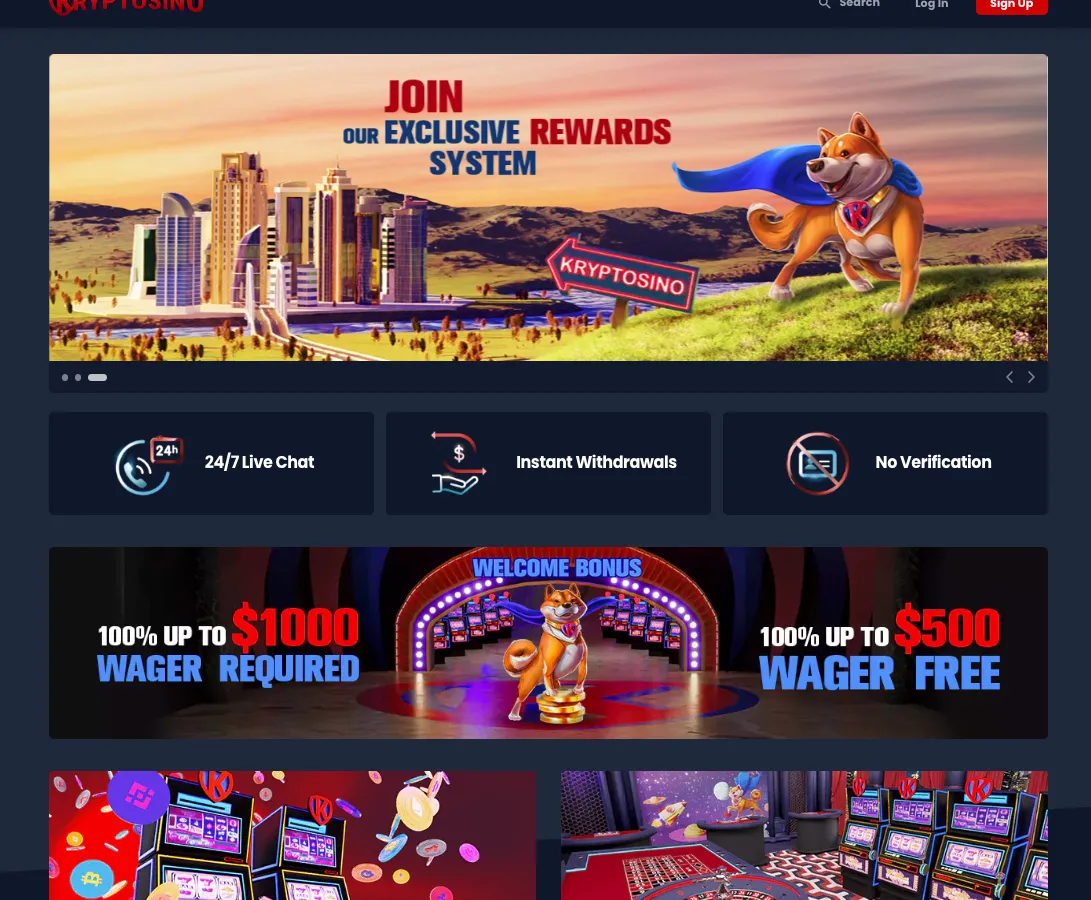 KRYPTOSINO
Search
Log In
Sign Up
JOIN
OUR EXCLUSIVE REWARDS
SYSTEM
KRYPTOSINO
K
24h
24/7 Live Chat
$
Instant Withdrawals
No Verification
WELCOME BONUS
100% UP TO $1000
WAGER REQUIRED
100% UP TO $500
WAGER FREE
K
K
K
K
K